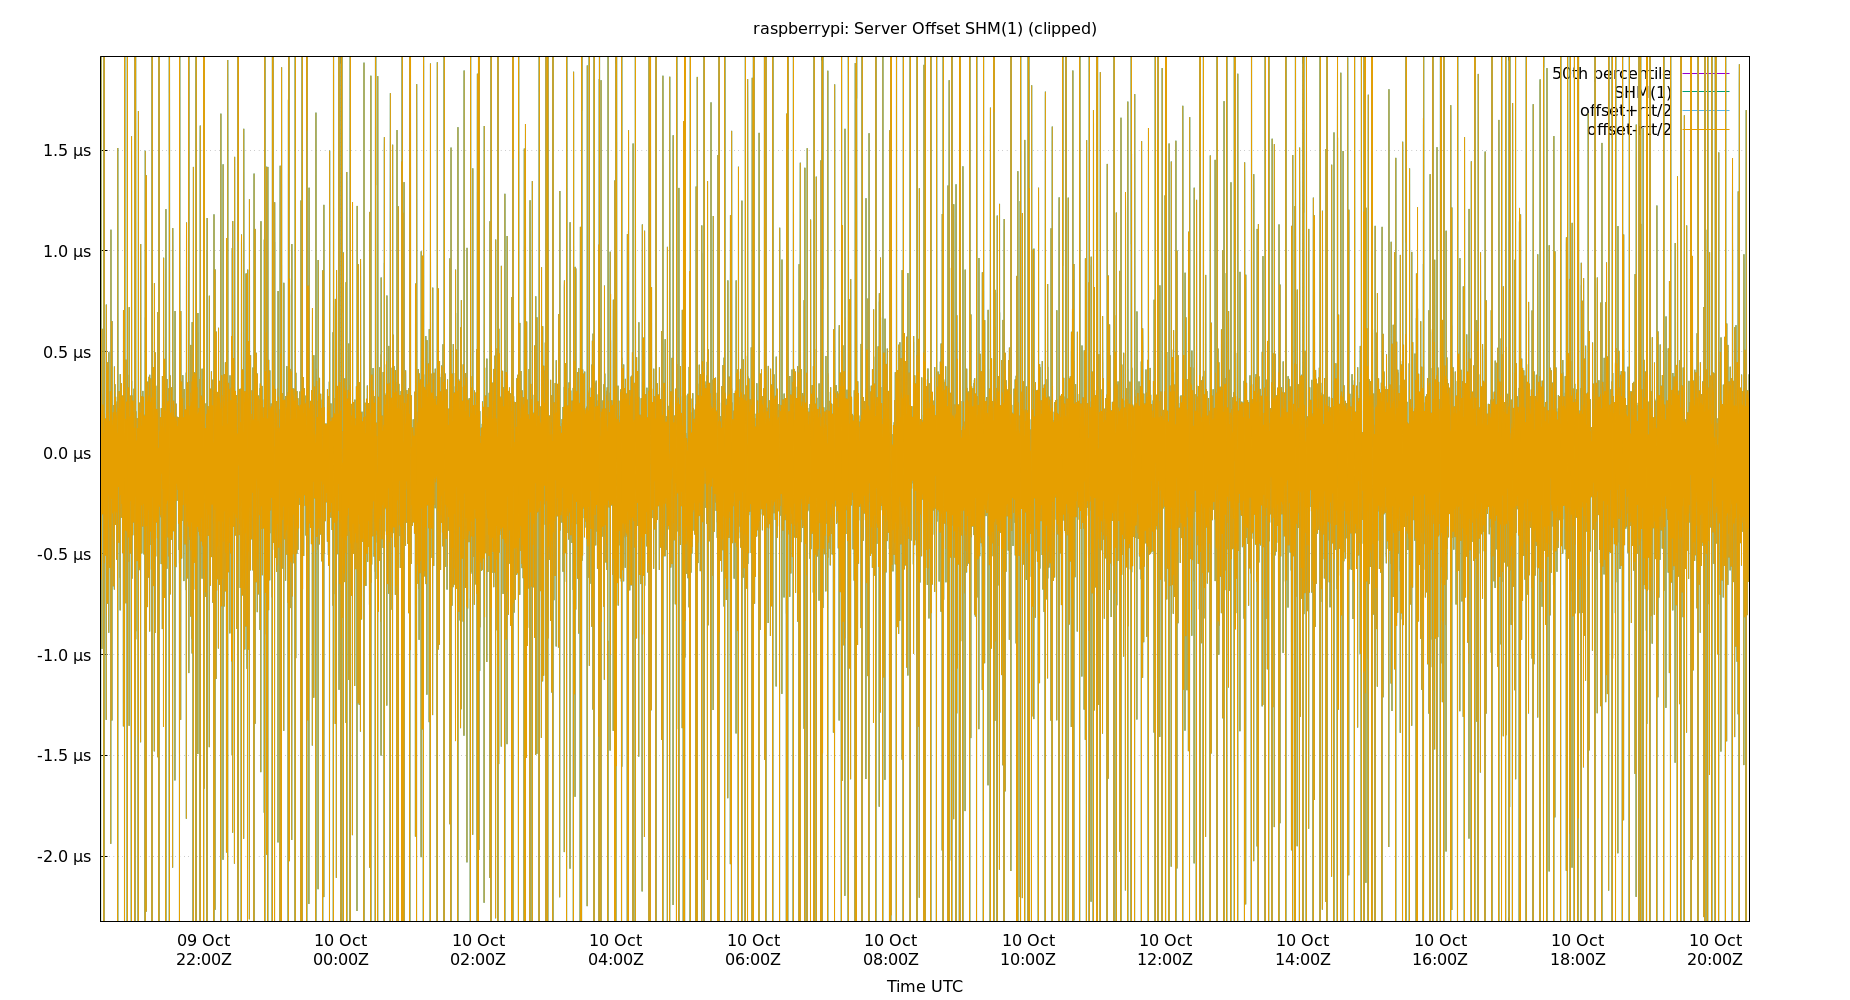 raspberrypi: Server Offset SHM(1) (clipped)
50th percentile
SHM(1)
offset+rtt/2
offset-rtt/2
1.5 µs
1.0 µs
0.5 µs
0.0 µs
-0.5 µs
-1.0 µs
-1.5 µs
-2.0 µs
09 Oct 10 Oct 10 Oct 10 Oct 10 Oct 10 Oct 10 Oct 10 Oct 10 Oct 10 Oct 10 Oct 10 Oct
22:00Z 00:00Z 02:00Z 04:00Z 06:00Z 08:00Z 10:00Z 12:00Z 14:00Z 16:00Z 18:00Z 20:00Z
Time UTC